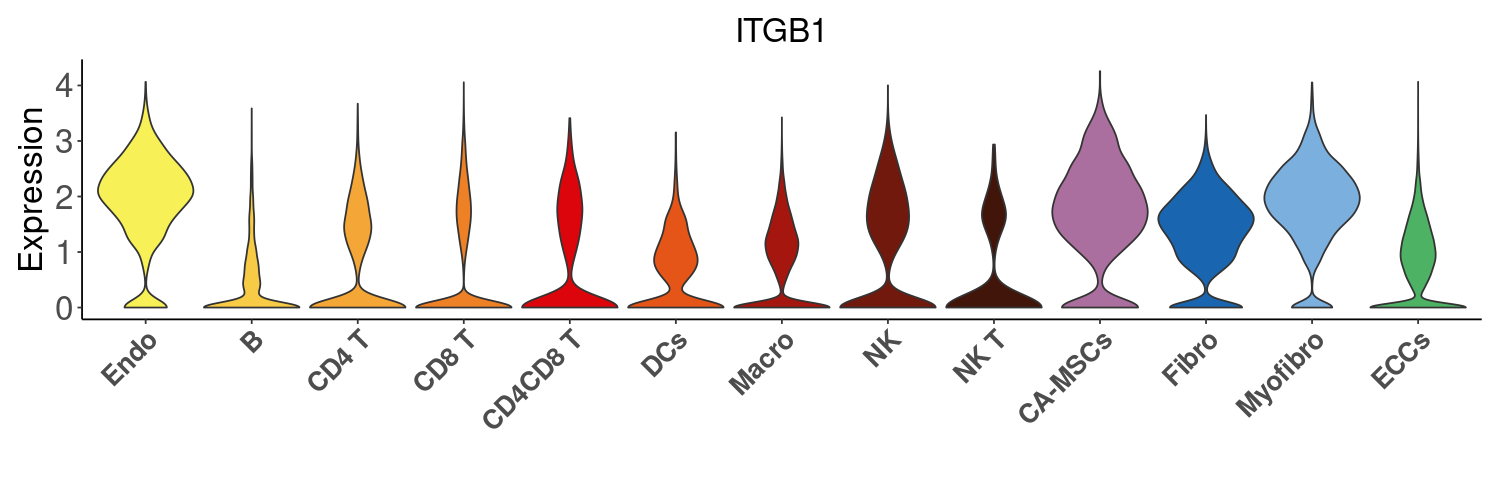 ITGB1
Expression
4
3
2
1
0
Endo
B
CD4 T
CD8 T
CD4CD8 T
DCs
Macro
NK
NK T
CA-MSCs
Fibro
Myofibro
ECCs